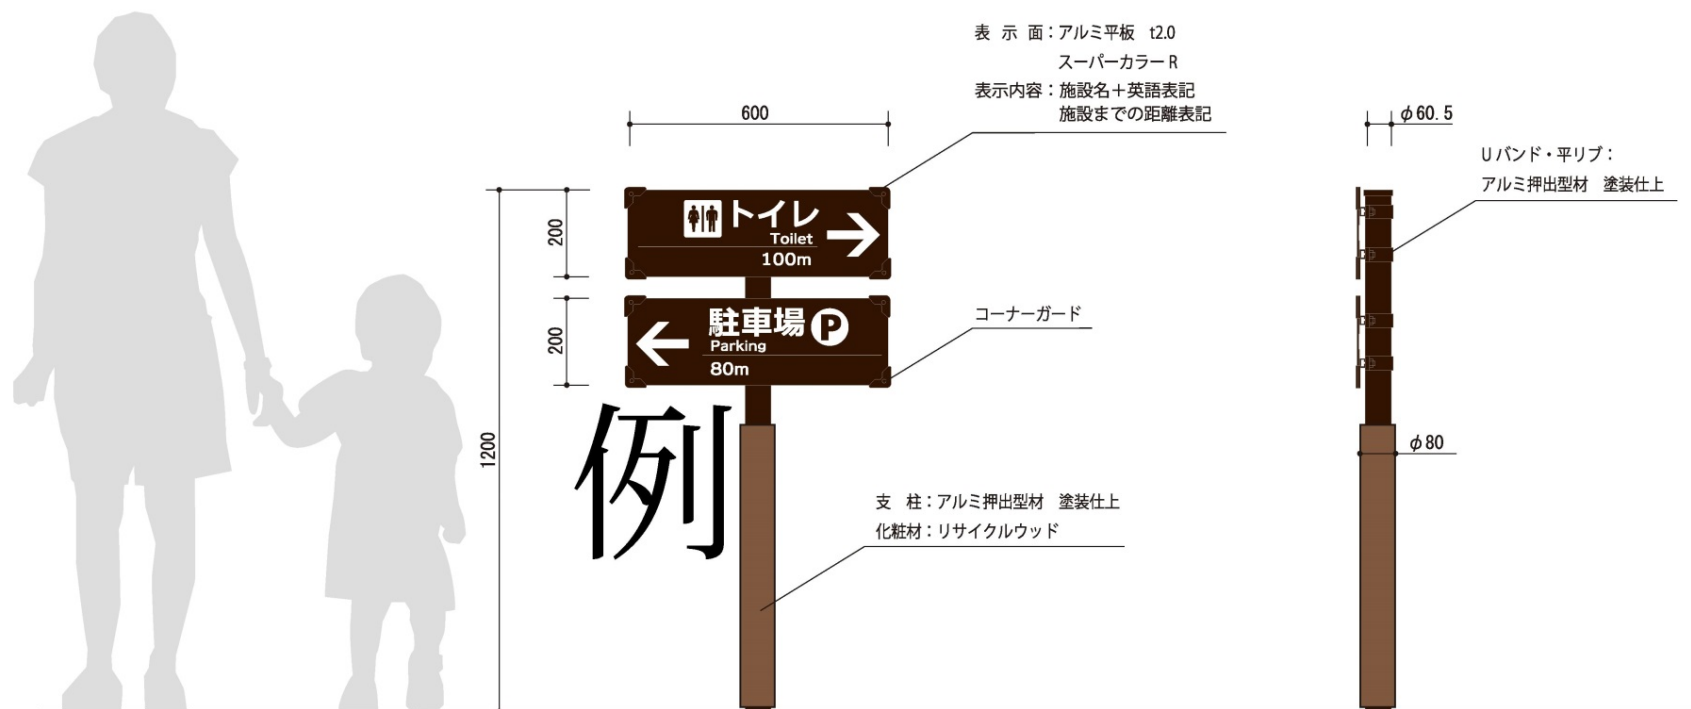 表 示 面：アルミ平板 t2.0
スーパーカラー R
表示内容：施設名＋英語表記
施設までの距離表記
600
φ60.5
Uバンド・平リブ：
アルミ押出型材 塗装仕上
200
トイレ
Toilet
100m
200
駐車場 P
Parking
80m
コーナーガード
1200
例
φ80
支 柱：アルミ押出型材 塗装仕上
化粧材：リサイクルウッド